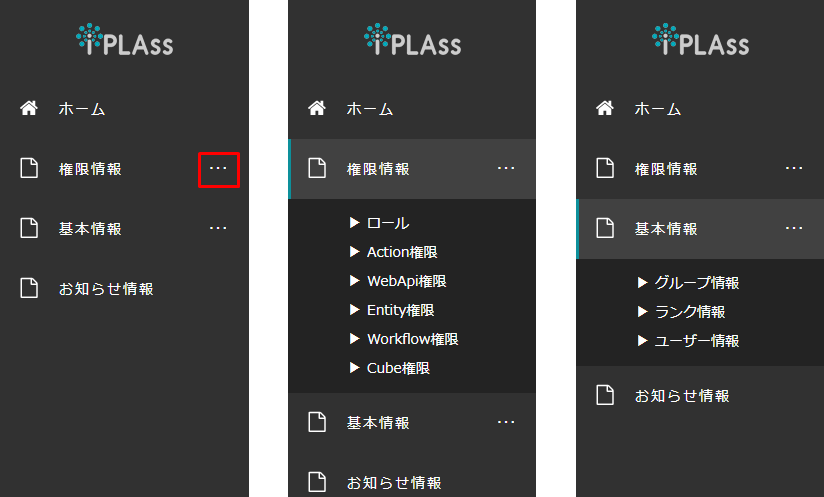 iPLAss
ホーム
権限情報 ...
基本情報 ...
お知らせ情報
iPLAss
ホーム
権限情報 ...
▶ ロール
▶ Action権限
▶ WebApi権限
▶ Entity権限
▶ Workflow権限
▶ Cube権限
基本情報 ...
お知らせ情報
iPLAss
ホーム
権限情報 ...
基本情報 ...
▶ グループ情報
▶ ランク情報
▶ ユーザー情報
お知らせ情報